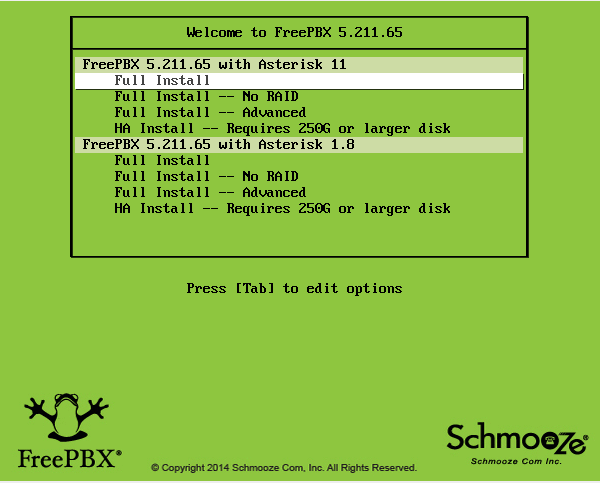 Welcome to FreePBX 5.211.65
FreePBX 5.211.65 with Asterisk 11
Full Install
Full Install -- No RAID
Full Install -- Advanced
HA Install -- Requires 250G or larger disk
FreePBX 5.211.65 with Asterisk 1.8
Full Install
Full Install -- No RAID
Full Install -- Advanced
HA Install -- Requires 250G or larger disk
Press [Tab] to edit options
FreePBX®
© Copyright 2014 Schmooze Com, Inc. All Rights Reserved.
Schmooze®
Schmooze Com Inc.